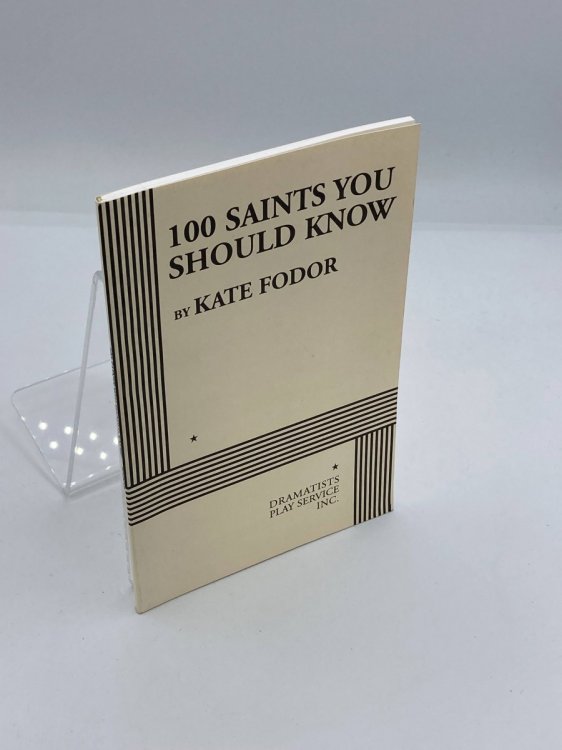 100 SAINTS YOU
SHOULD KNOW
BY KATE FODOR
DRAMATISTS
PLAY SERVICE
INC.